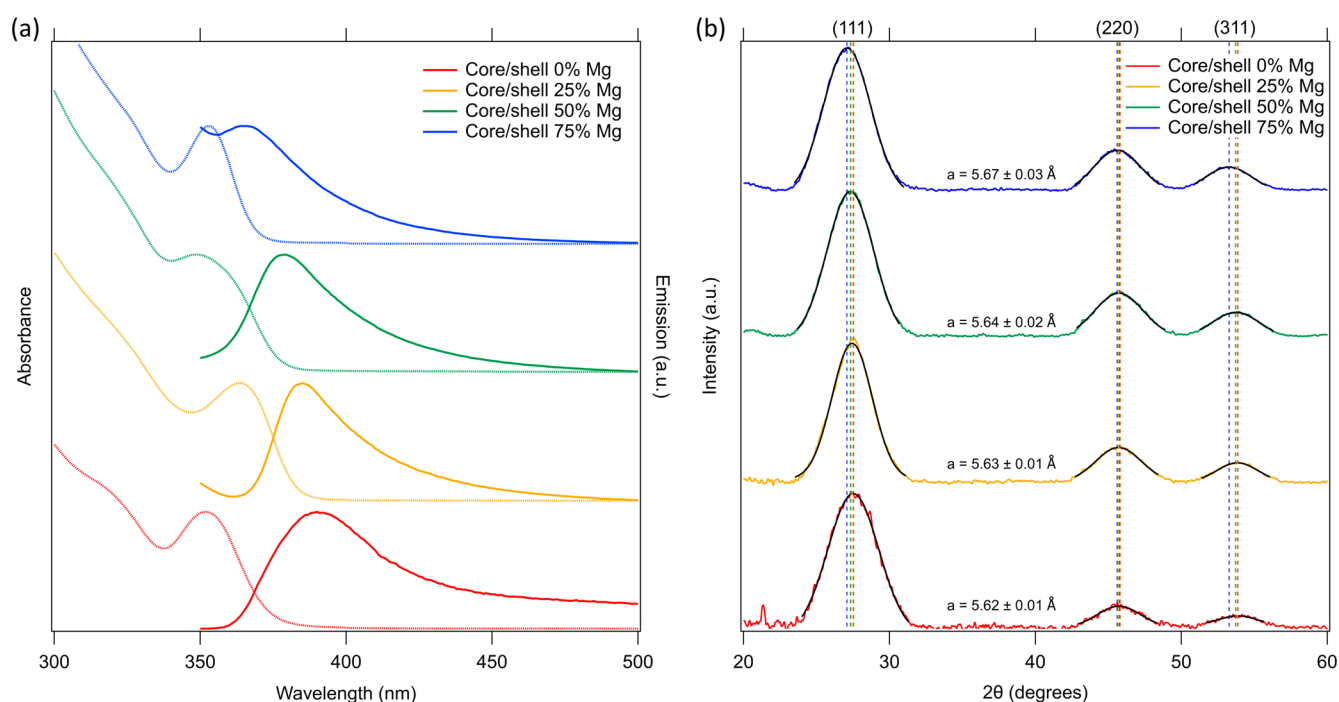 (a)
Core/shell 0% Mg
Core/shell 25% Mg
Core/shell 50% Mg
Core/shell 75% Mg
Absorbance
Emission (a.u.)
300
350
400
450
500
Wavelength (nm)
(b)
(111)
(220)
(311)
Core/shell 0% Mg
Core/shell 25% Mg
Core/shell 50% Mg
Core/shell 75% Mg
a = 5.67 ± 0.03 Å
a = 5.64 ± 0.02 Å
a = 5.63 ± 0.01 Å
a = 5.62 ± 0.01 Å
Intensity (a.u.)
20
30
40
50
60
2θ (degrees)